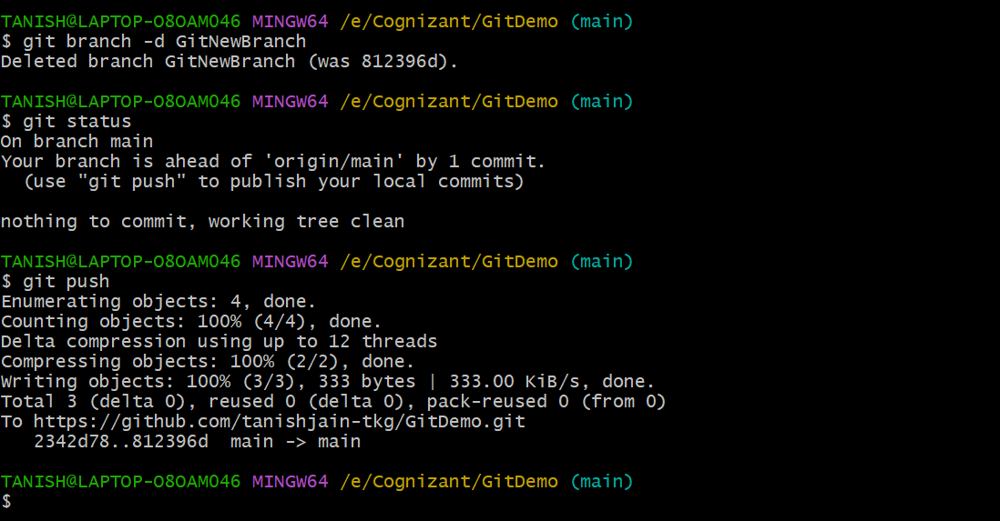 TANISH@LAPTOP-O8OAM046 MINGW64 /e/Cognizant/GitDemo (main)
$ git branch -d GitNewBranch
Deleted branch GitNewBranch (was 812396d).

TANISH@LAPTOP-O8OAM046 MINGW64 /e/Cognizant/GitDemo (main)
$ git status
On branch main
Your branch is ahead of 'origin/main' by 1 commit.
  (use "git push" to publish your local commits)

nothing to commit, working tree clean

TANISH@LAPTOP-O8OAM046 MINGW64 /e/Cognizant/GitDemo (main)
$ git push
Enumerating objects: 4, done.
Counting objects: 100% (4/4), done.
Delta compression using up to 12 threads
Compressing objects: 100% (2/2), done.
Writing objects: 100% (3/3), 333 bytes | 333.00 KiB/s, done.
Total 3 (delta 0), reused 0 (delta 0), pack-reused 0 (from 0)
To https://github.com/tanishjain-tkg/GitDemo.git
   2342d78..812396d  main -> main

TANISH@LAPTOP-O8OAM046 MINGW64 /e/Cognizant/GitDemo (main)
$